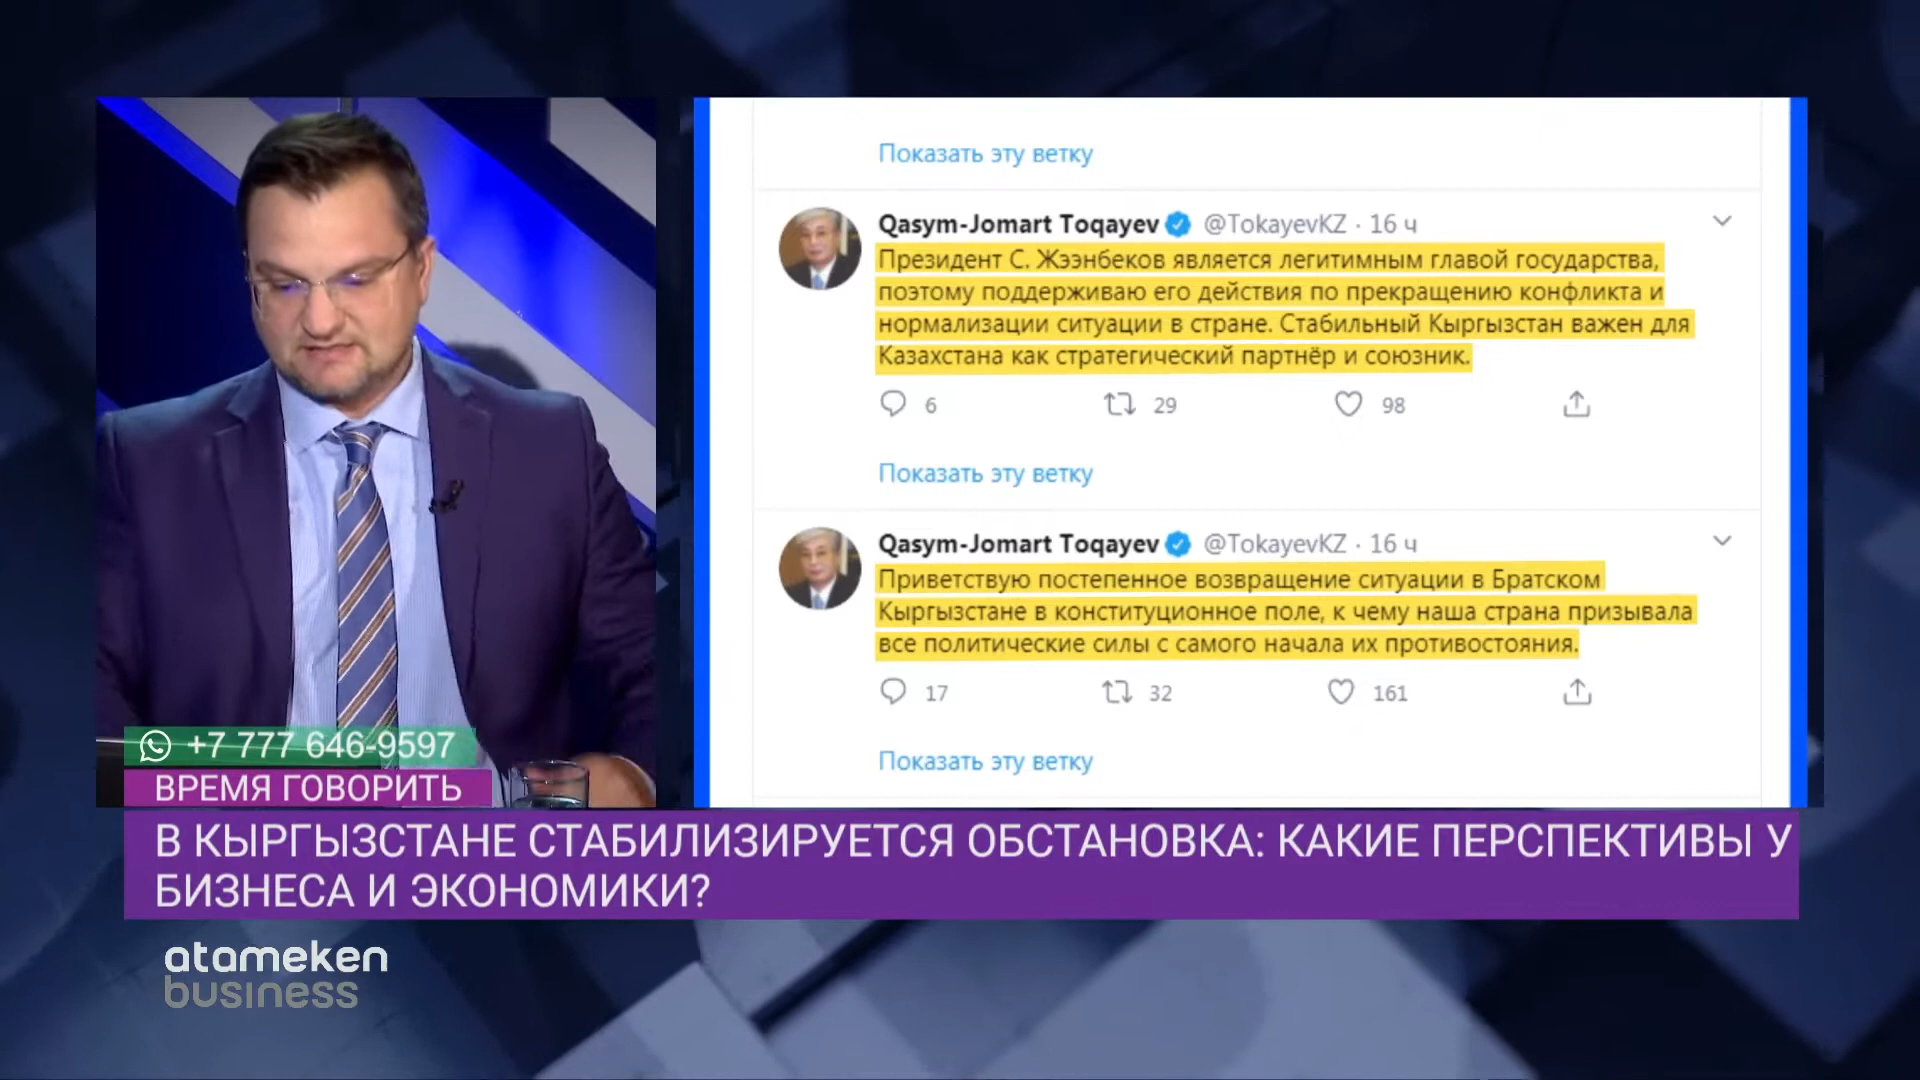 Показать эту ветку
Qasym-Jomart Toqayev @TokayevKZ · 16 ч
Президент С. Жээнбеков является легитимным главой государства,
поэтому поддерживаю его действия по прекращению конфликта и
нормализации ситуации в стране. Стабильный Кыргызстан важен для
Казахстана как стратегический партнёр и союзник.
6 29 98
Показать эту ветку
Qasym-Jomart Toqayev @TokayevKZ · 16 ч
Приветствую постепенное возвращение ситуации в Братском
Кыргызстане в конституционное поле, к чему наша страна призывала
все политические силы с самого начала их противостояния.
17 32 161
Показать эту ветку
+7 777 646-9597
ВРЕМЯ ГОВОРИТЬ
В КЫРГЫЗСТАНЕ СТАБИЛИЗИРУЕТСЯ ОБСТАНОВКА: КАКИЕ ПЕРСПЕКТИВЫ У
БИЗНЕСА И ЭКОНОМИКИ?
atameken
business